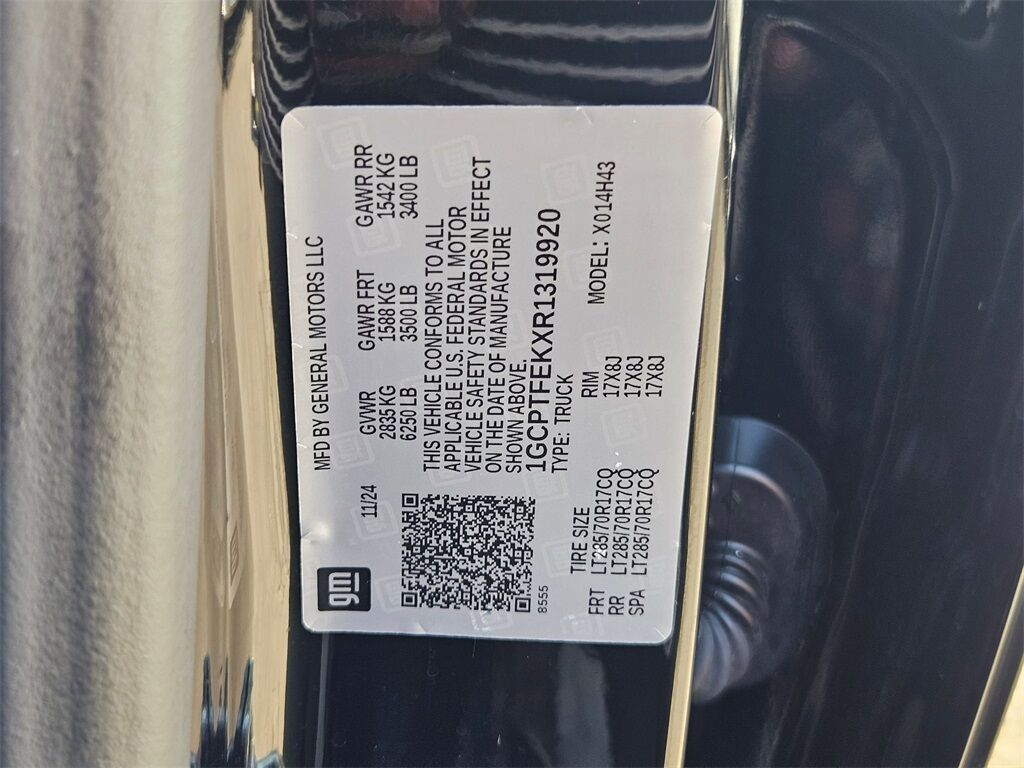 MFD BY GENERAL MOTORS LLC
11/24
GVWR GAWR FRT GAWR RR
2835 KG 1588 KG 1542 KG
6250 LB 3500 LB 3400 LB
THIS VEHICLE CONFORMS TO ALL
APPLICABLE U.S. FEDERAL MOTOR
VEHICLE SAFETY STANDARDS IN EFFECT
ON THE DATE OF MANUFACTURE
SHOWN ABOVE.
1GCPTFEKXR1319920
TYPE: TRUCK
MODEL: X014H43
gm
8555
TIRE SIZE RIM
FRT LT285/70R17CQ 17X8J
RR LT285/70R17CQ 17X8J
SPA LT285/70R17CQ 17X8J